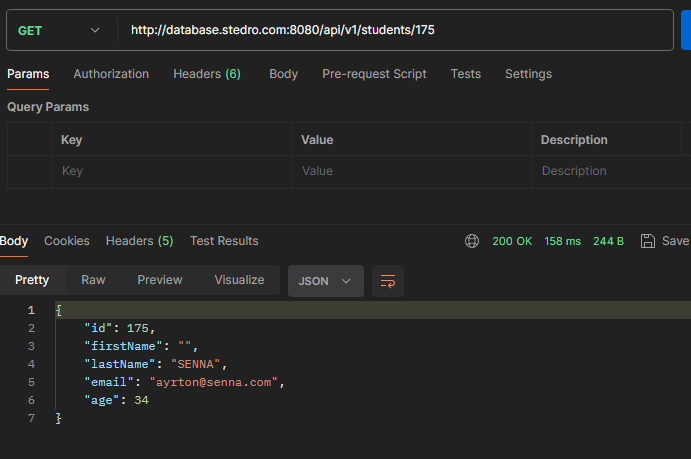 GET http://database.stedro.com:8080/api/v1/students/175
Params Authorization Headers (6) Body Pre-request Script Tests Settings
Query Params
Key Value Description
Key Value Description
Body Cookies Headers (5) Test Results 200 OK 158 ms 244 B Save
Pretty Raw Preview Visualize JSON
1 {
2 "id": 175,
3 "firstName": "",
4 "lastName": "SENNA",
5 "email": "ayrton@senna.com",
6 "age": 34
7 }